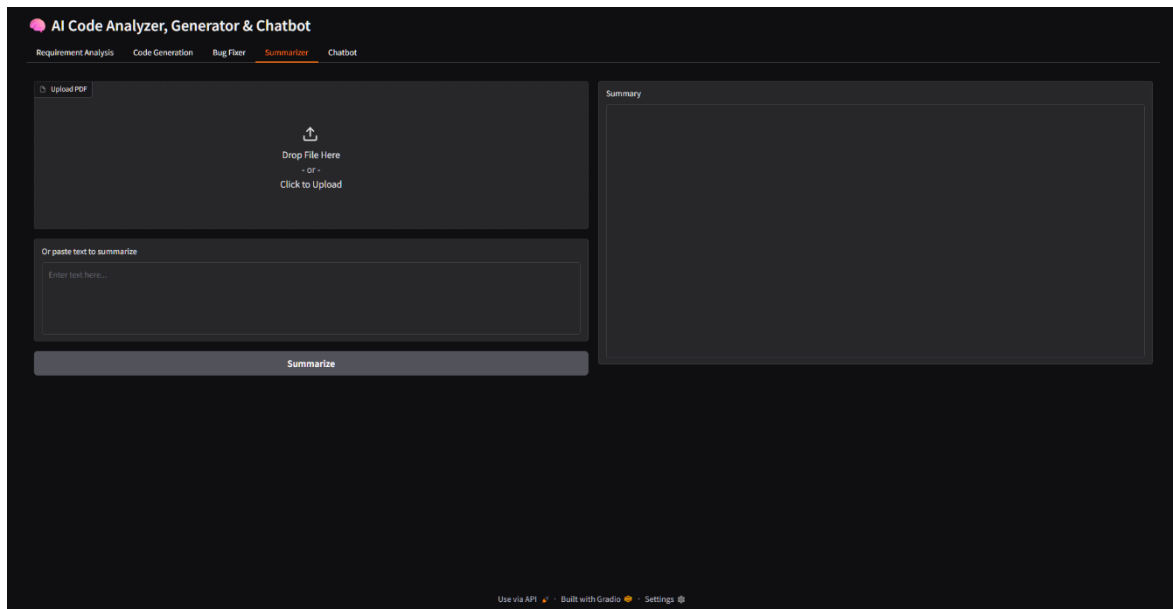 AI Code Analyzer, Generator & Chatbot
Requirement Analysis Code Generation Bug Fixer Summarizer Chatbot
Upload PDF
Drop File Here
- or -
Click to Upload
Or paste text to summarize
Enter text here...
Summarize
Summary
Use via API · Built with Gradio · Settings